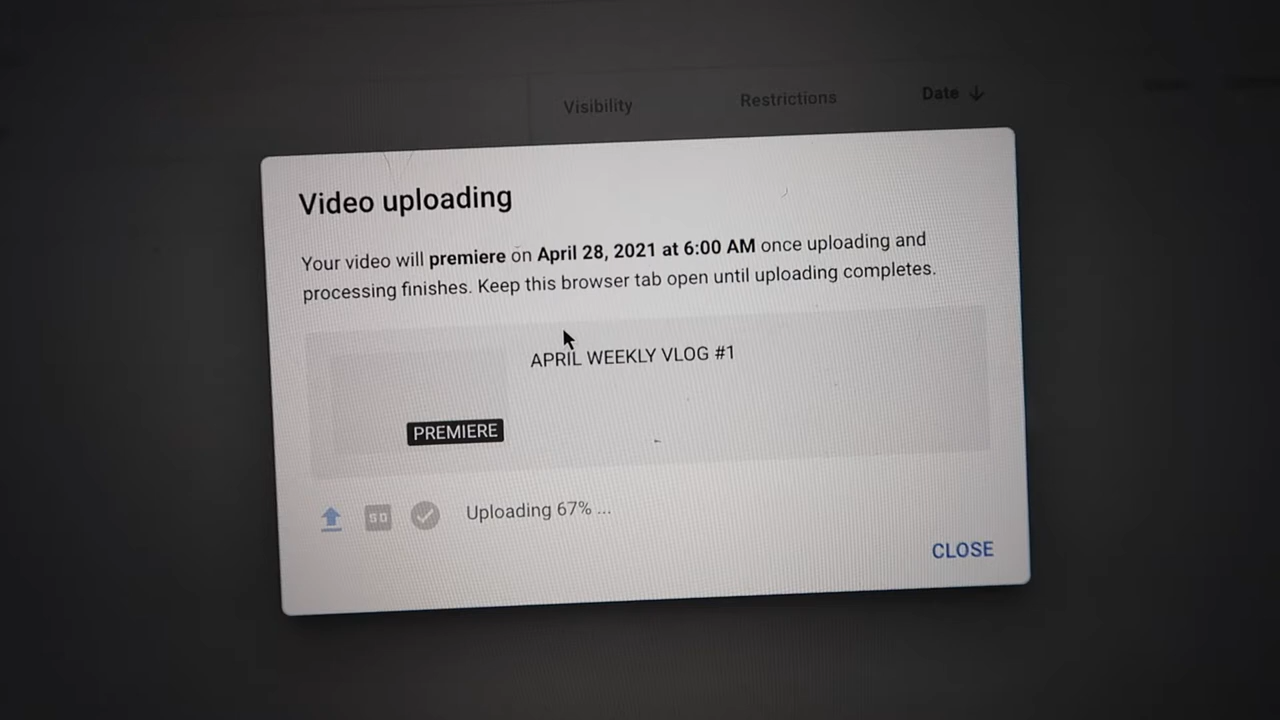 Visibility Restrictions Date
Video uploading
Your video will premiere on April 28, 2021 at 6:00 AM once uploading and
processing finishes. Keep this browser tab open until uploading completes.
APRIL WEEKLY VLOG #1
PREMIERE
SD Uploading 67% ...
CLOSE